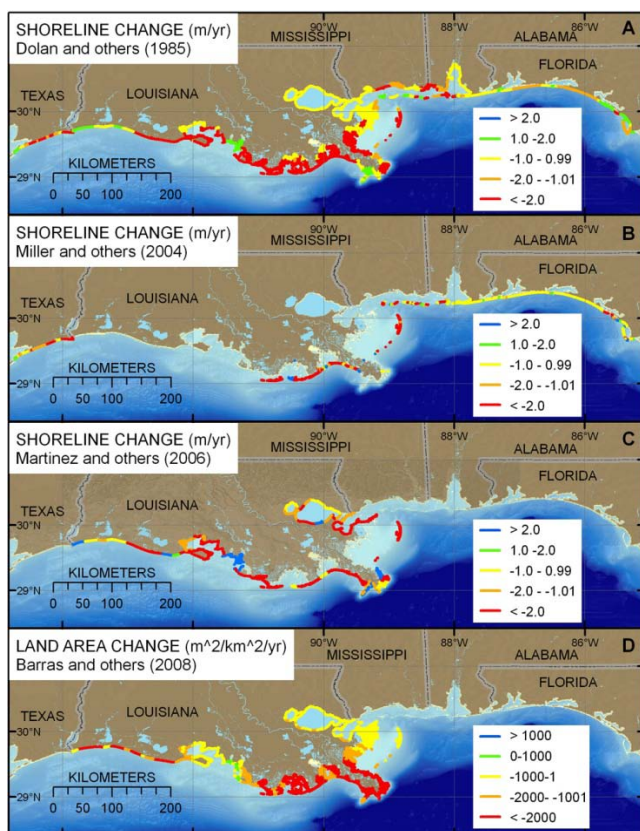 SHORELINE CHANGE (m/yr)
Dolan and others (1985)
MISSISSIPPI
90°W
88°W
ALABAMA
86°W
A
FLORIDA
TEXAS
LOUISIANA
30°N
29°N
KILOMETERS
0 50 100 200
> 2.0
1.0 -2.0
-1.0 - 0.99
-2.0 - -1.01
< -2.0
SHORELINE CHANGE (m/yr)
Miller and others (2004)
90°W
MISSISSIPPI
88°W
ALABAMA
86°W
B
FLORIDA
TEXAS
LOUISIANA
30°N
29°N
KILOMETERS
0 50 100 200
> 2.0
1.0 -2.0
-1.0 - 0.99
-2.0 - -1.01
< -2.0
SHORELINE CHANGE (m/yr)
Martinez and others (2006)
MISSISSIPPI
90°W
88°W
ALABAMA
86°W
C
FLORIDA
LOUISIANA
30°N
29°N
KILOMETERS
0 50 100 200
> 2.0
1.0 -2.0
-1.0 - 0.99
-2.0 - -1.01
< -2.0
LAND AREA CHANGE (m^2/km^2/yr)
Barras and others (2008)
90°W
MISSISSIPPI
88°W
ALABAMA
86°W
D
FLORIDA
TEXAS
LOUISIANA
30°N
29°N
KILOMETERS
0 50 100 200
> 1000
0-1000
-1000-1
-2000- -1001
< -2000